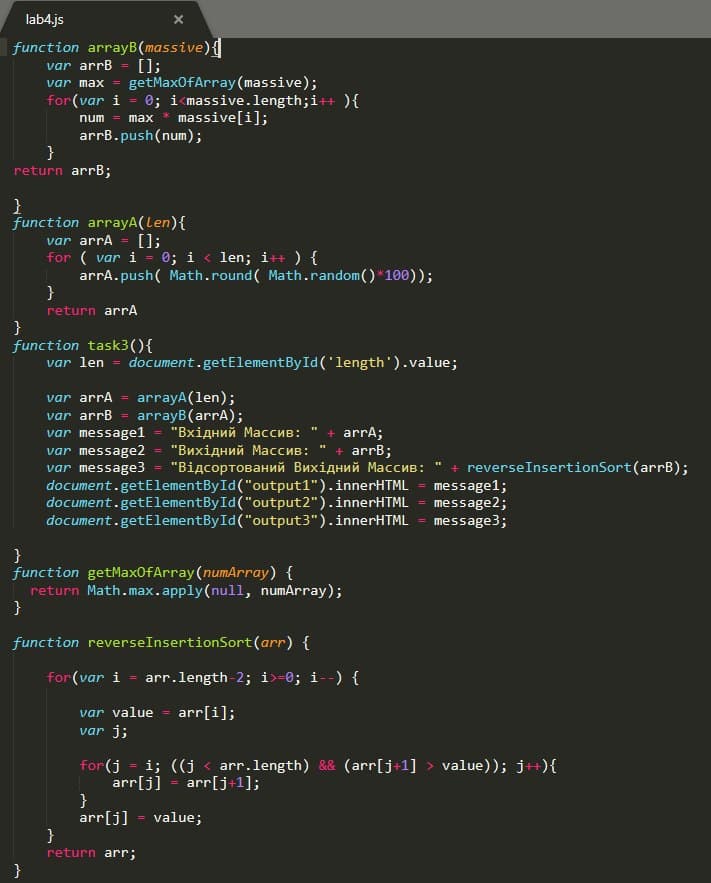 lab4.js ×
function arrayB(massive){
    var arrB = [];
    var max = getMaxOfArray(massive);
    for(var i = 0; i<massive.length;i++ ){
        num = max * massive[i];
        arrB.push(num);
    }
return arrB;

}
function arrayA(len){
    var arrA = [];
    for ( var i = 0; i < len; i++ ) {
        arrA.push( Math.round( Math.random()*100));
    }
    return arrA
}
function task3(){
    var len = document.getElementById('length').value;

    var arrA = arrayA(len);
    var arrB = arrayB(arrA);
    var message1 = "Вхідний Массив: " + arrA;
    var message2 = "Вихідний Массив: " + arrB;
    var message3 = "Відсортований Вихідний Массив: " + reverseInsertionSort(arrB);
    document.getElementById("output1").innerHTML = message1;
    document.getElementById("output2").innerHTML = message2;
    document.getElementById("output3").innerHTML = message3;

}
function getMaxOfArray(numArray) {
  return Math.max.apply(null, numArray);
}

function reverseInsertionSort(arr) {

    for(var i = arr.length-2; i>=0; i--) {

        var value = arr[i];
        var j;

        for(j = i; ((j < arr.length) && (arr[j+1] > value)); j++){
            arr[j] = arr[j+1];
        }
        arr[j] = value;
    }
    return arr;
}